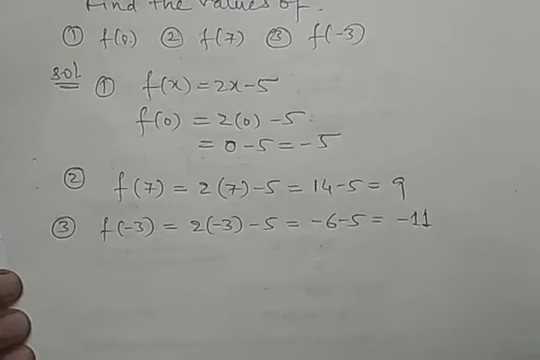 Find the values of.
① f(0) ② f(7) ③ f(-3)
Sol ① f(x) = 2x - 5
f(0) = 2(0) - 5
= 0 - 5 = - 5
② f(7) = 2(7) - 5 = 14 - 5 = 9
③ f(-3) = 2(-3) - 5 = -6 - 5 = -11